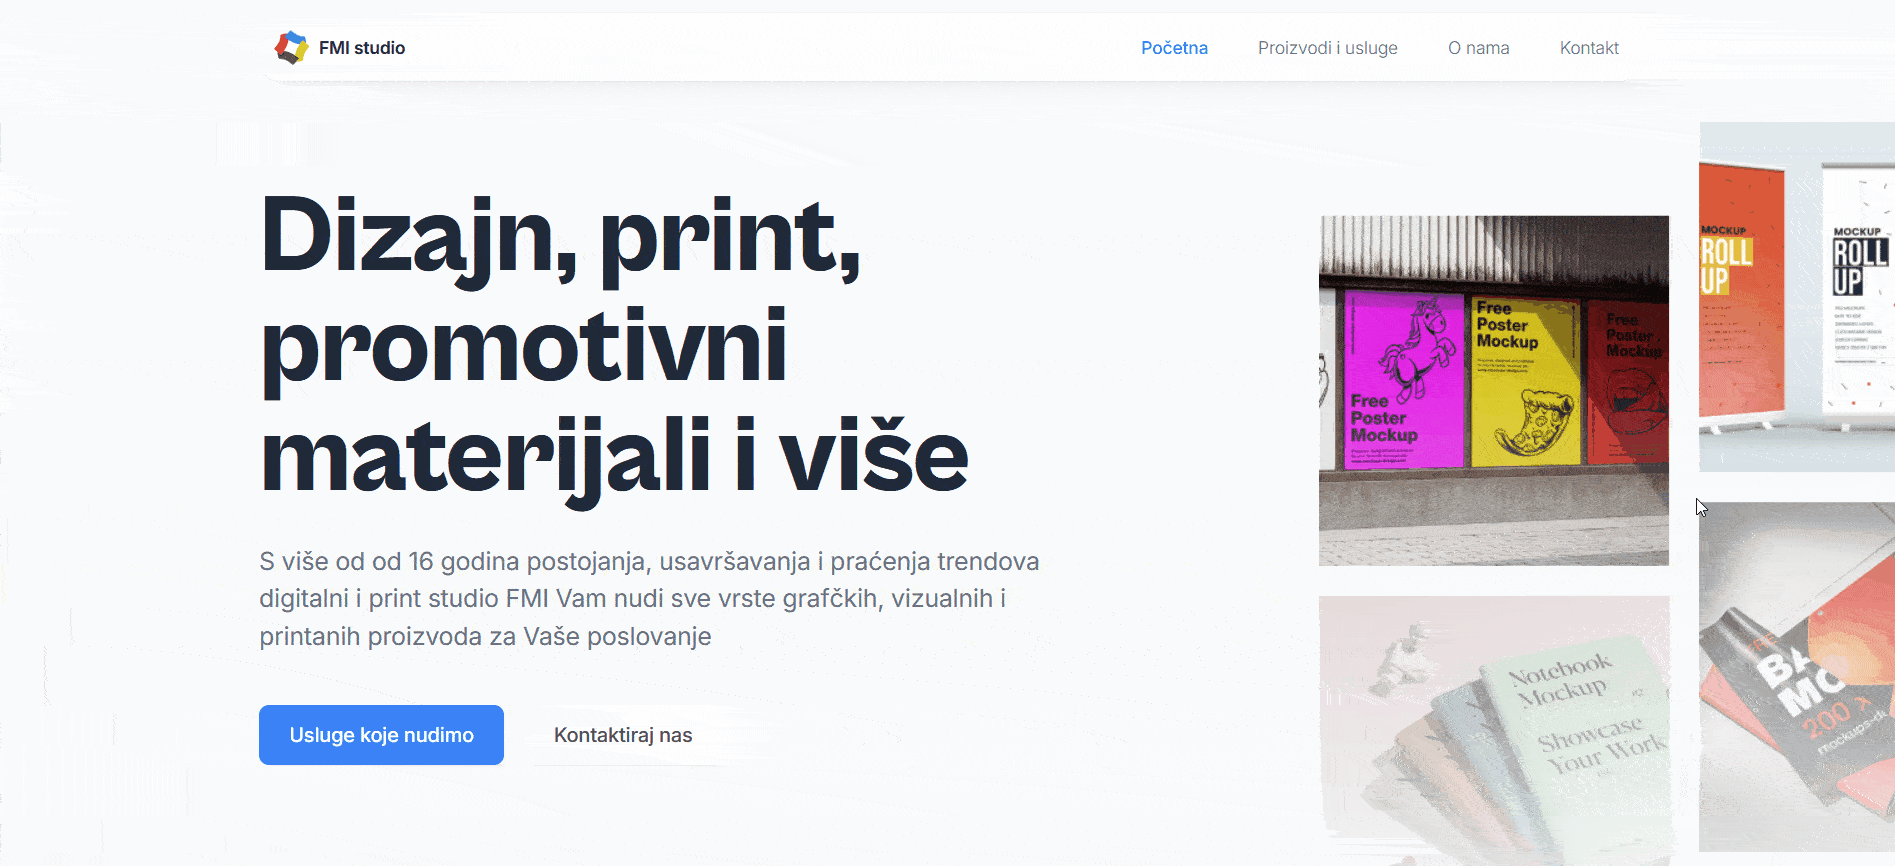 FMI studio
Početna
Proizvodi i usluge
O nama
Kontakt
Dizajn, print,
promotivni
materijali i više
S više od od 16 godina postojanja, usavršavanja i praćenja trendova
digitalni i print studio FMI Vam nudi sve vrste grafčkih, vizualnih i
printanih proizvoda za Vaše poslovanje
Usluge koje nudimo
Kontaktiraj nas
Free
Poster
Mockup
Free
Poster
Mockup
Free
Poster
Mockup
MOCKUP
ROLL
UP
MOCKUP
ROLL
UP
Notebook
Mockup
Showcase
Your Work
BA
MO
200